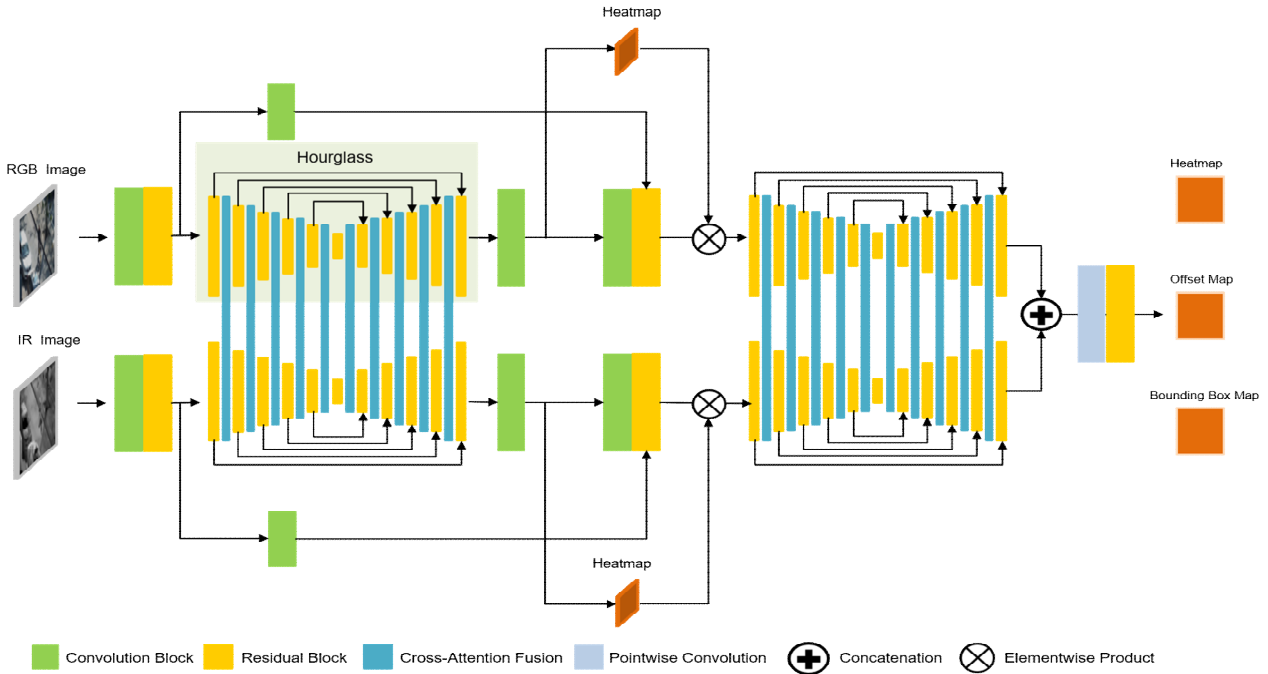 Heatmap
Hourglass
RGB Image
Heatmap
Offset Map
IR Image
Bounding Box Map
Heatmap
Convolution Block
Residual Block
Cross-Attention Fusion
Pointwise Convolution
Concatenation
Elementwise Product